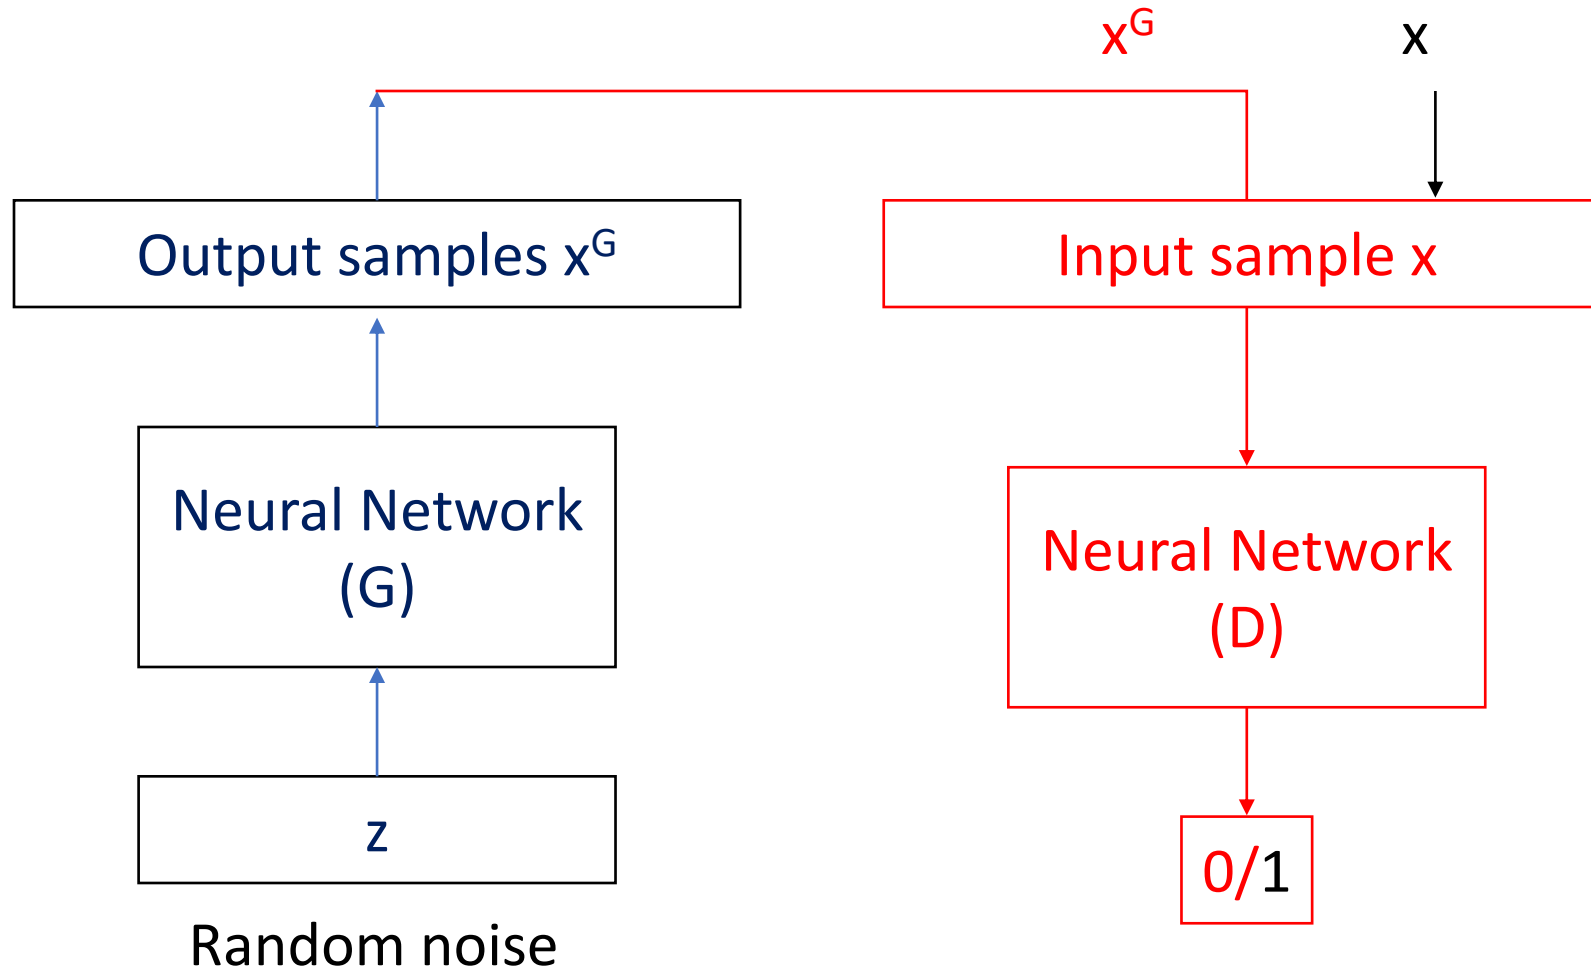 x^G
x
Output samples x^G
Input sample x
Neural Network
(G)
Neural Network
(D)
z
0/1
Random noise